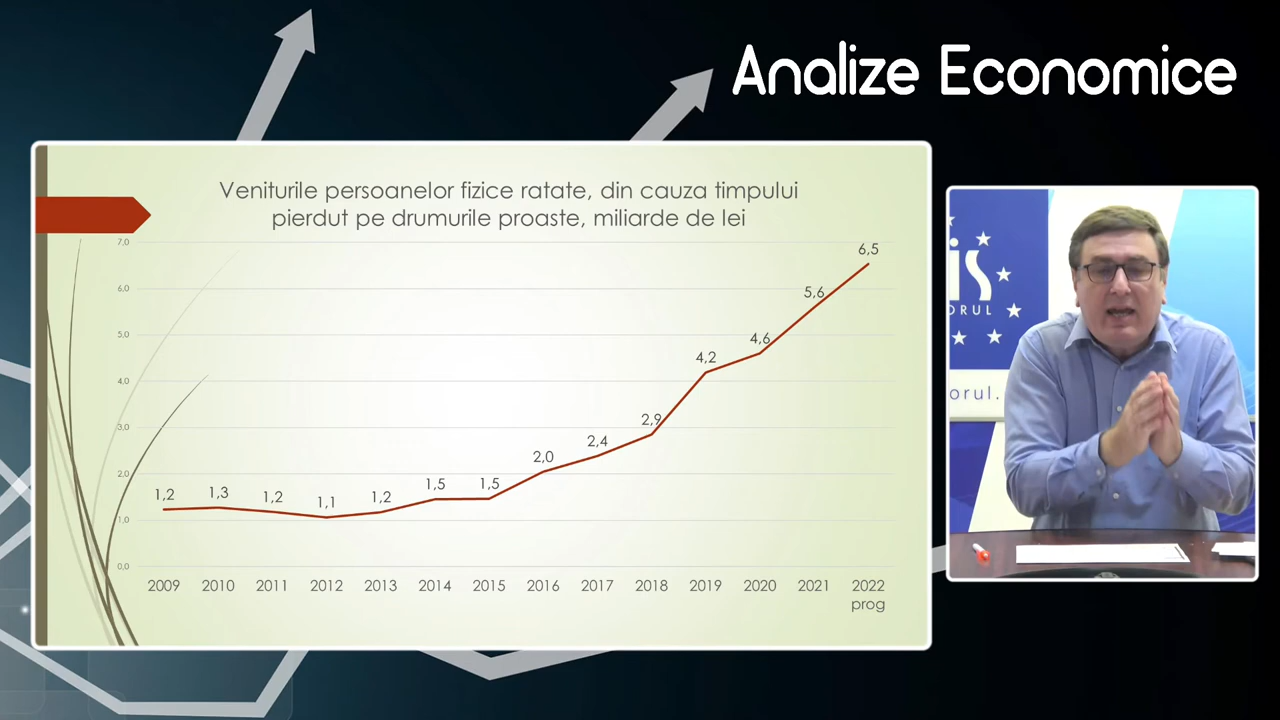 Analize Economice
Veniturile persoanelor fizice ratate, din cauza timpului
pierdut pe drumurile proaste, miliarde de lei
7,0
6,0
5,0
4,0
3,0
2,0
1,0
0,0
1,2 1,3 1,2 1,1 1,2 1,5 1,5 2,0 2,4 2,9 4,2 4,6 5,6 6,5
2009 2010 2011 2012 2013 2014 2015 2016 2017 2018 2019 2020 2021 2022
prog
is
ORUL
orul.